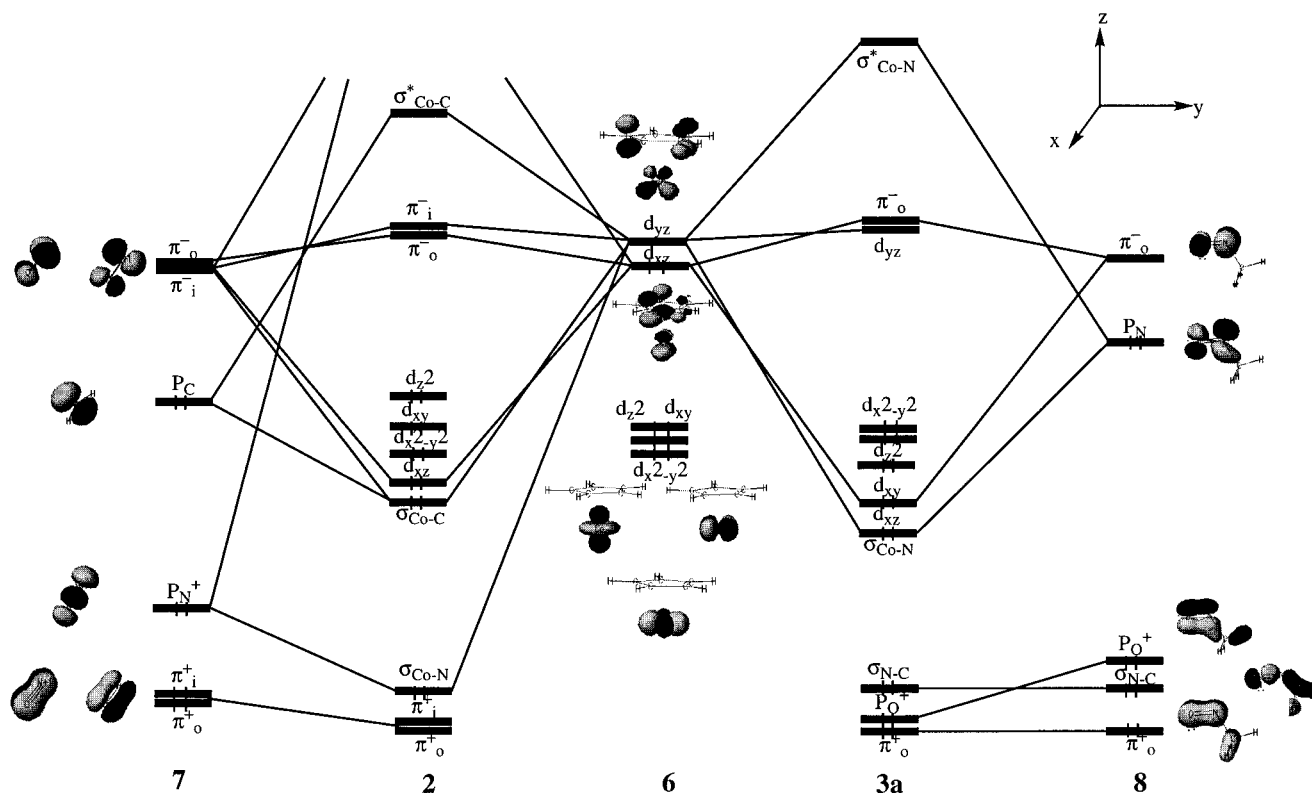 z
y
x
σ*Co-C
σ*Co-N
π⁻i
π⁻o
π⁻o
dyz
dyz
dxz
π⁻o
π⁻i
π⁻o
PC
PN
dz2
dxy
dx2-y2
dxz
σCo-C
dz2 dxy
dx2-y2
dx2-y2
dz2
dxy
dxz
σCo-N
PN⁺
σCo-N
π⁺i
π⁺o
π⁺i
π⁺o
σN-C
PO⁺
π⁺o
PO⁺
σN-C
π⁺o
7 2 6 3a 8